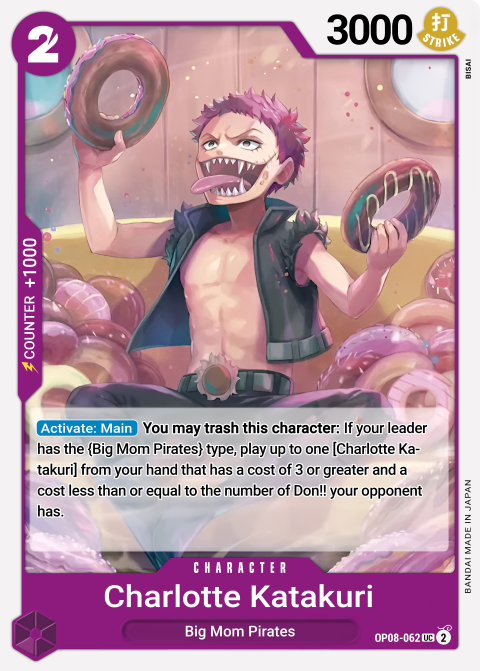 2
3000
打
STRIKE
BISAI
COUNTER +1000
Activate: Main You may trash this character: If your leader
has the {Big Mom Pirates} type, play up to one [Charlotte Ka-
takuri] from your hand that has a cost of 3 or greater and a
cost less than or equal to the number of Don!! your opponent
has.
BANDAI MADE IN JAPAN
CHARACTER
Charlotte Katakuri
Big Mom Pirates
OP08-062 UC 2